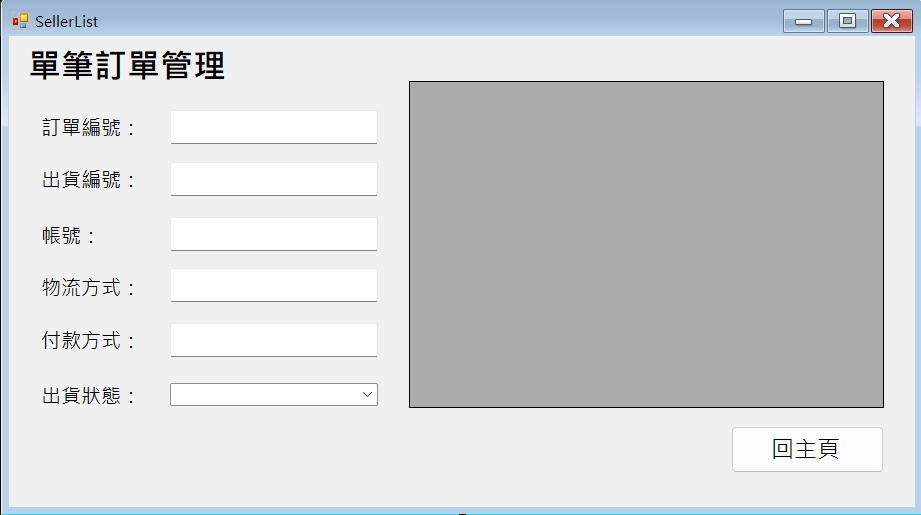 SellerList
單筆訂單管理
訂單編號：
出貨編號：
帳號：
物流方式：
付款方式：
出貨狀態：
回主頁